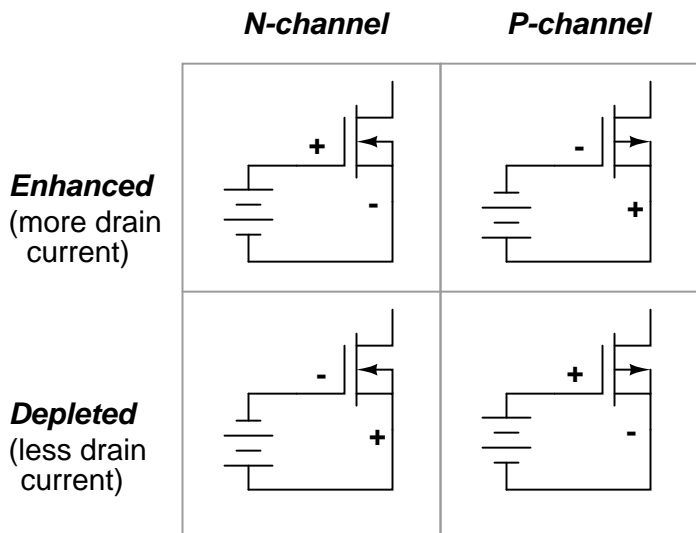 N-channel P-channel
Enhanced
(more drain
current)
+
-
-
+
Depleted
(less drain
current)
-
+
+
-